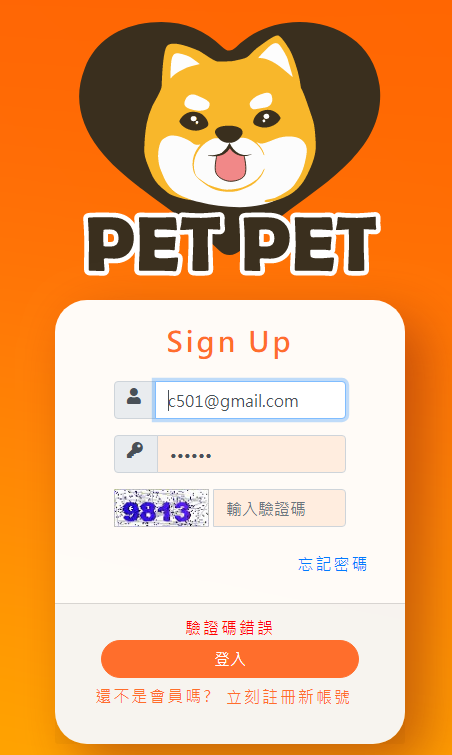 PET PET
Sign Up
c501@gmail.com
••••••
9813 輸入驗證碼
忘記密碼
驗證碼錯誤
登入
還不是會員嗎? 立刻註冊新帳號